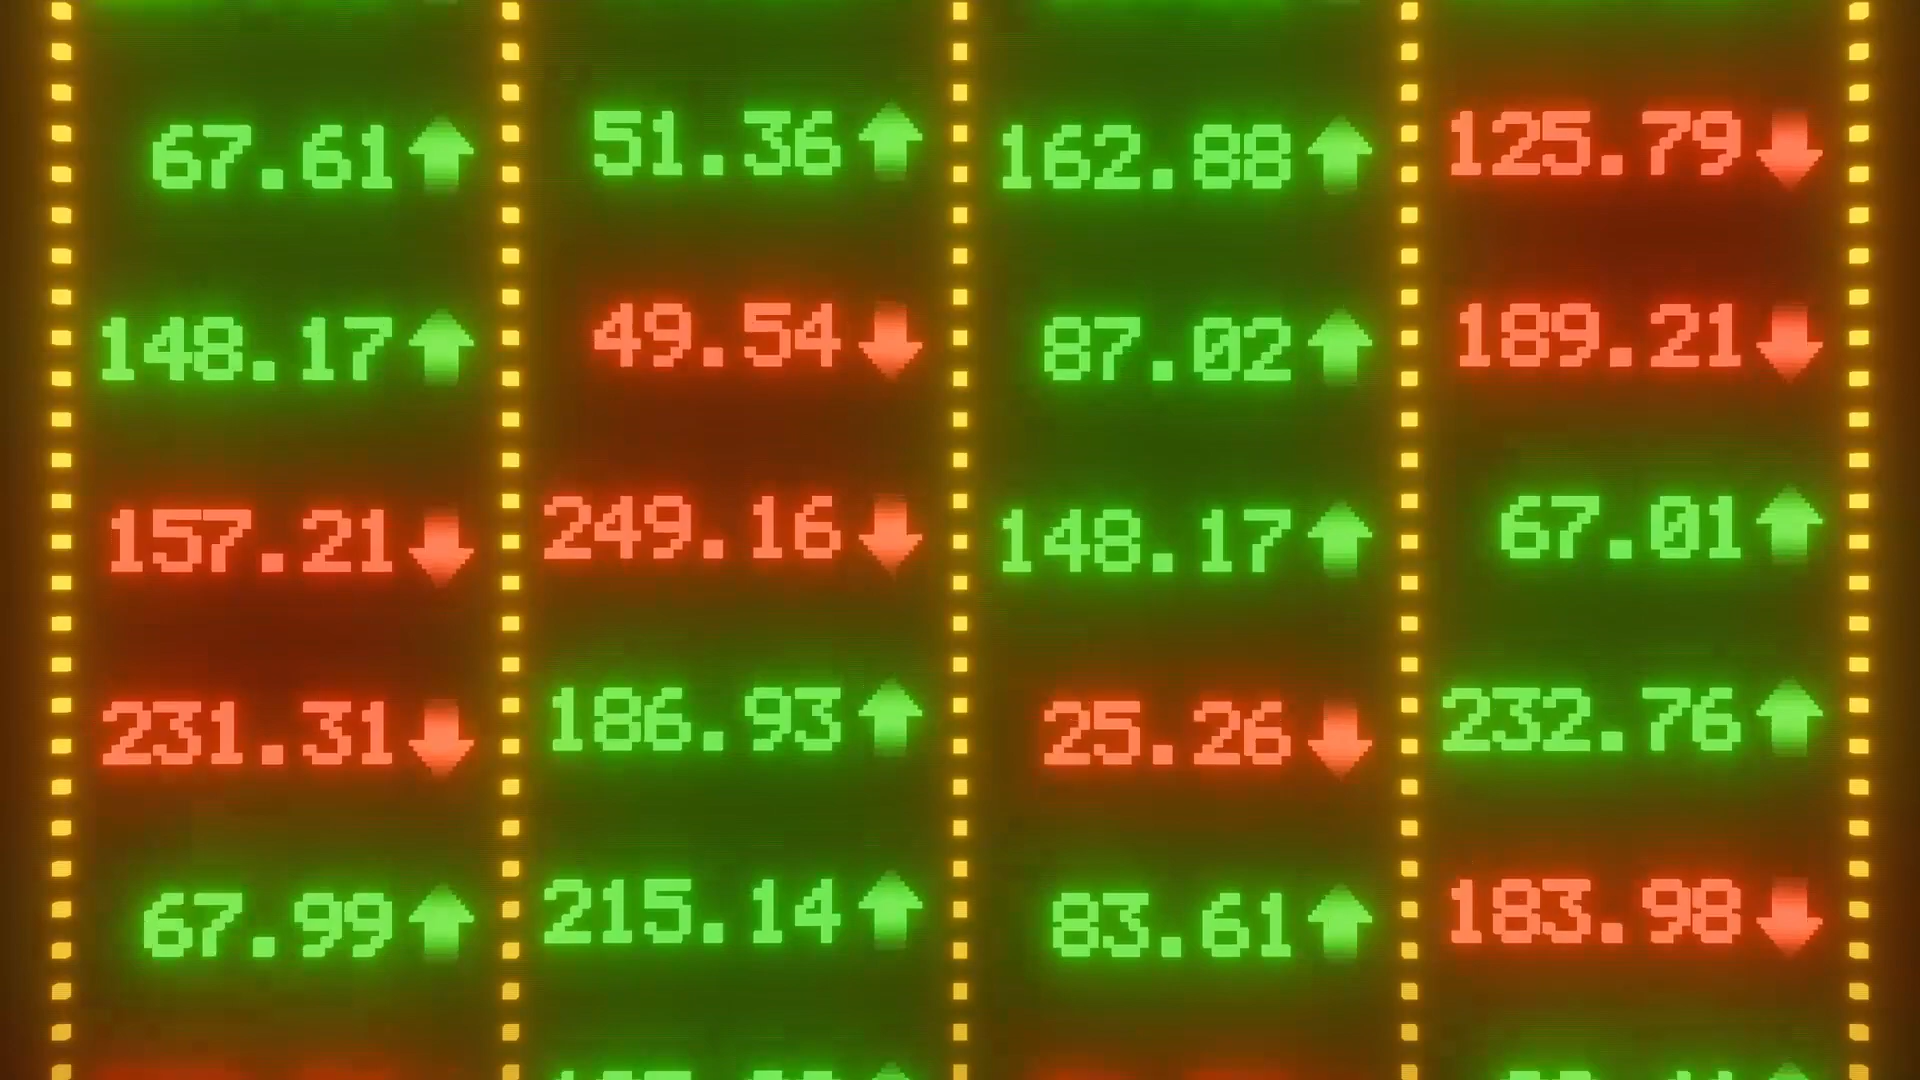 67.61 51.36 162.88 125.79
148.17 49.54 87.02 189.21
157.21 249.16 148.17 67.01
231.31 186.93 25.26 232.76
67.99 215.14 83.61 183.98